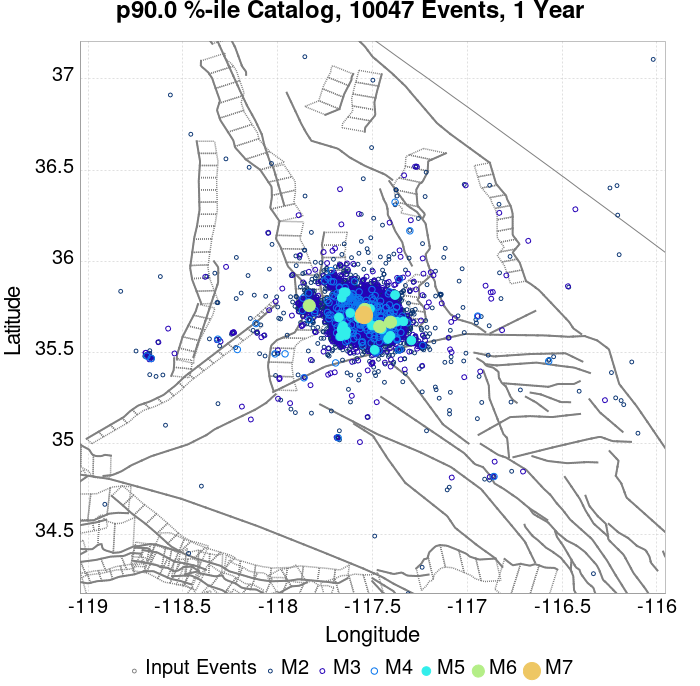 p90.0 %-ile Catalog, 10047 Events, 1 Year
37
36.5
36
35.5
35
34.5
Latitude
-119 -118.5 -118 -117.5 -117 -116.5 -116
Longitude
Input Events M2 M3 M4 M5 M6 M7